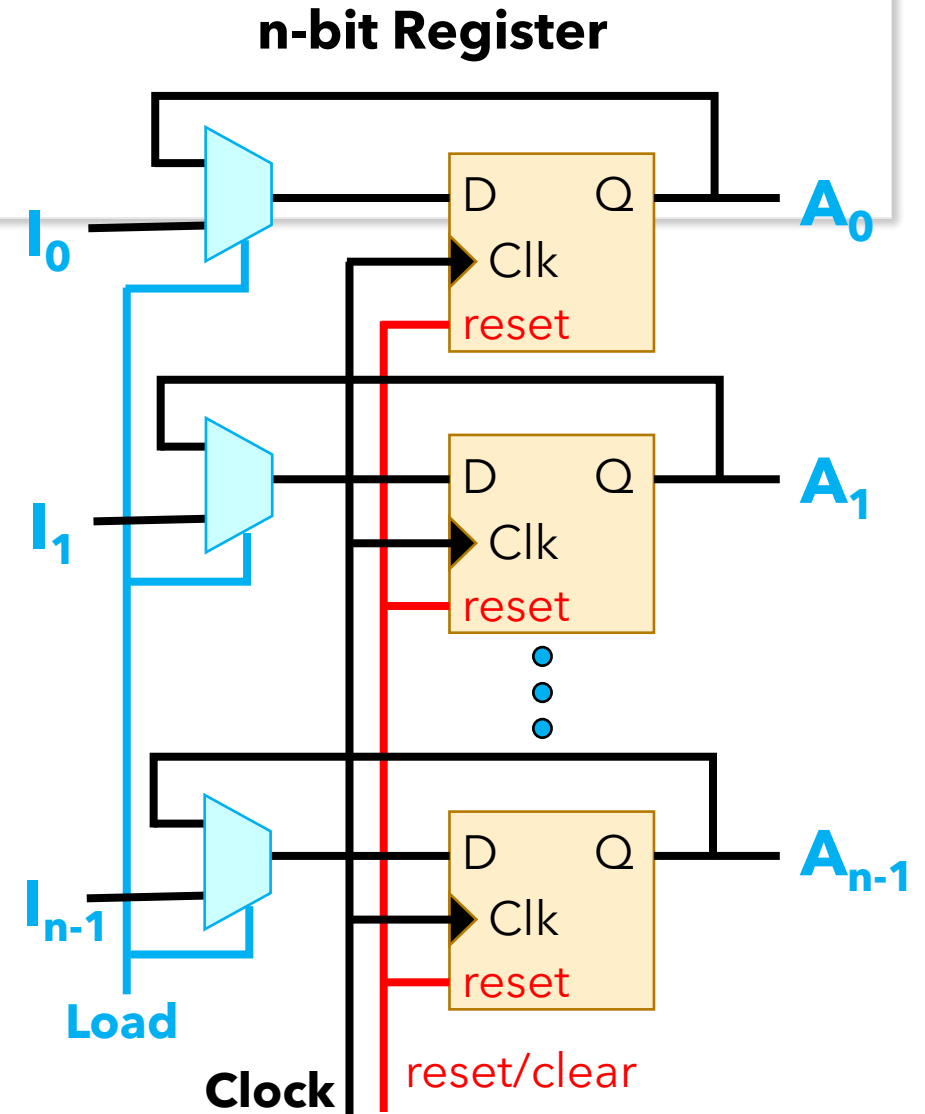 n-bit Register
I₀
D Q
Clk
reset
A₀
I₁
D Q
Clk
reset
A₁
Iₙ₋₁
D Q
Clk
reset
Aₙ₋₁
Load
Clock
reset/clear